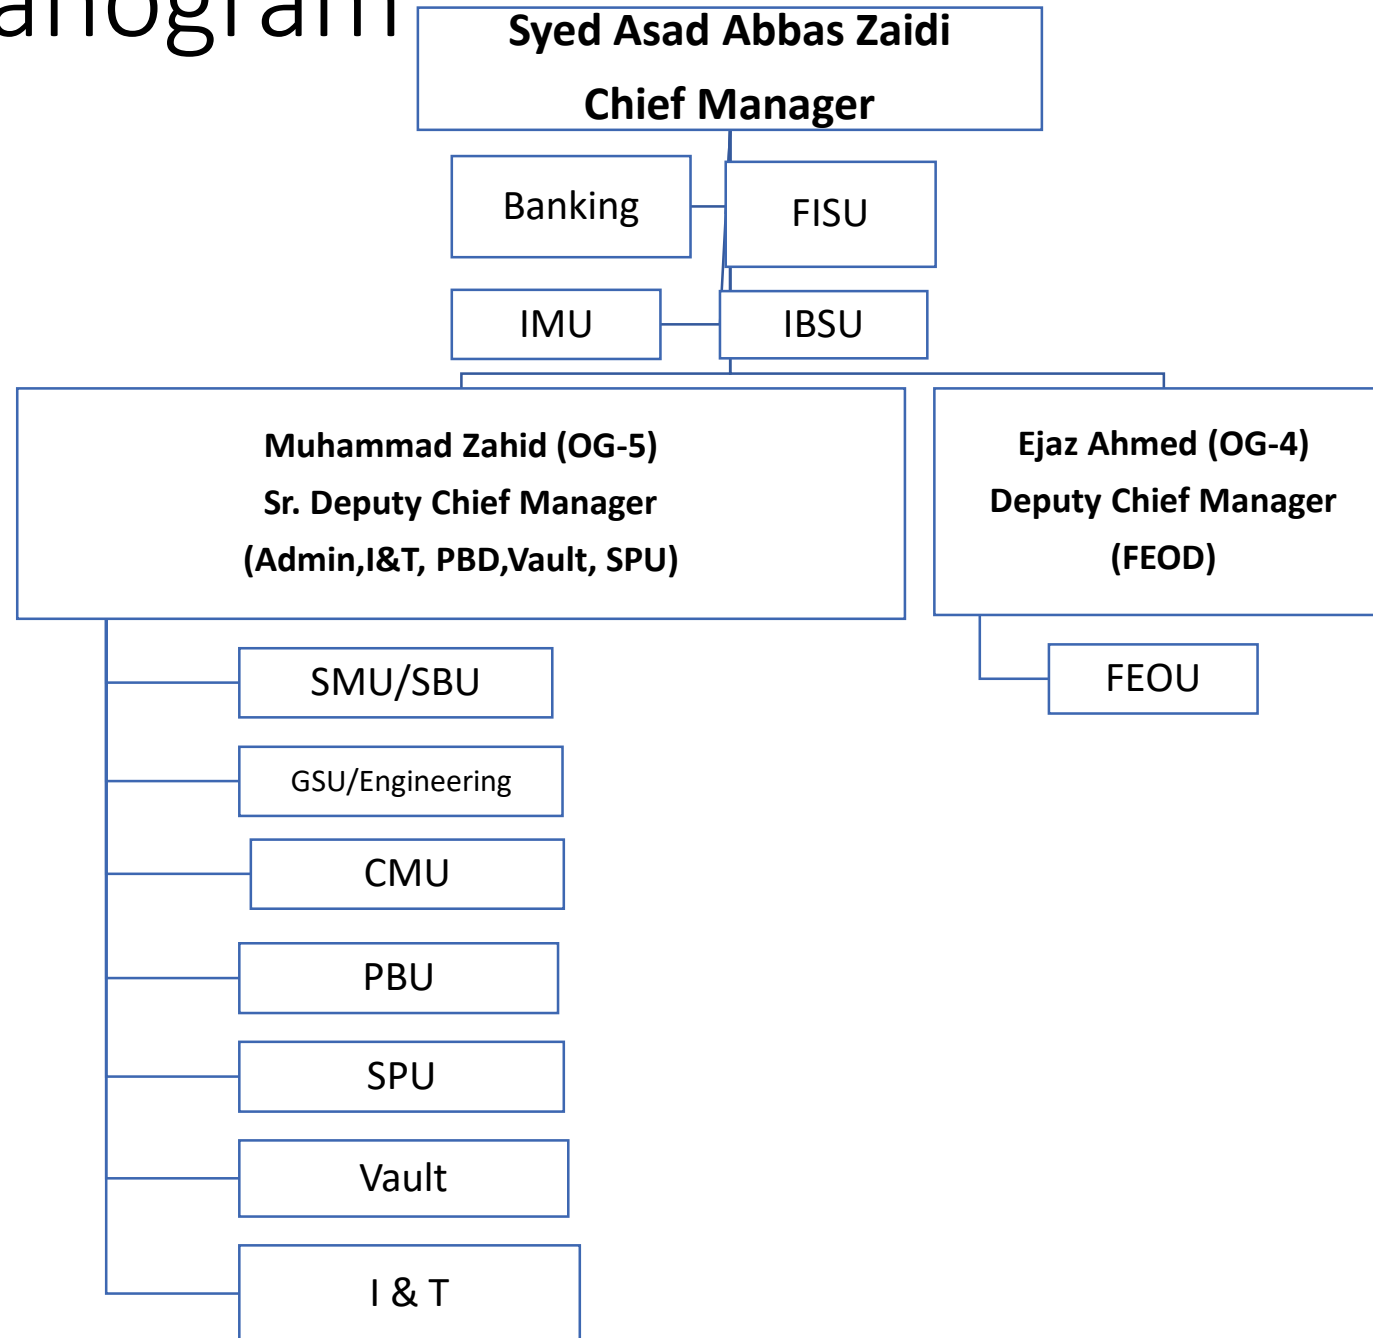 anogram
Syed Asad Abbas Zaidi
Chief Manager
Banking
FISU
IMU
IBSU
Muhammad Zahid (OG-5)
Sr. Deputy Chief Manager
(Admin,I&T, PBD,Vault, SPU)
Ejaz Ahmed (OG-4)
Deputy Chief Manager
(FEOD)
SMU/SBU
FEOU
GSU/Engineering
CMU
PBU
SPU
Vault
I & T